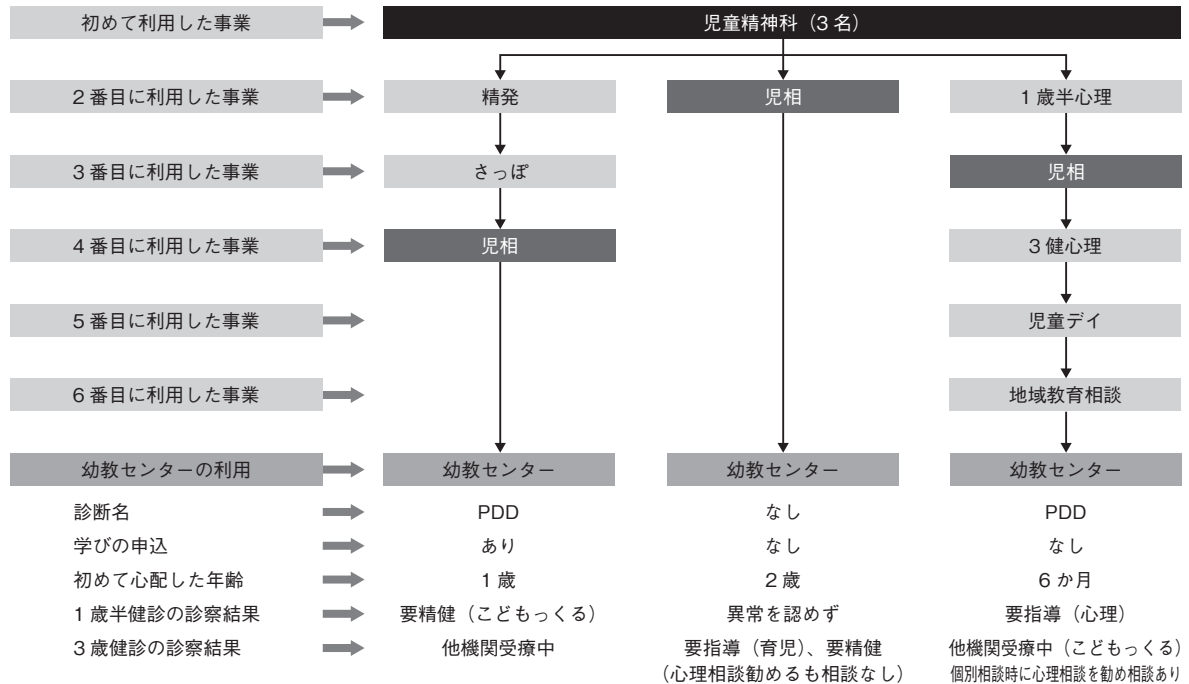 初めて利用した事業 児童精神科（3名）
2番目に利用した事業 精発 児相 1歳半心理
3番目に利用した事業 さっぽ 児相
4番目に利用した事業 児相 3健心理
5番目に利用した事業 児童デイ
6番目に利用した事業 地域教育相談
幼教センターの利用 幼教センター 幼教センター 幼教センター
診断名 PDD なし PDD
学びの申込 あり なし なし
初めて心配した年齢 1歳 2歳 6か月
1歳半健診の診察結果 要精健（こどもっくる） 異常を認めず 要指導（心理）
3歳健診の診察結果 他機関受療中 要指導（育児）、要精健 他機関受療中（こどもっくる）
（心理相談勧めるも相談なし） 個別相談時に心理相談を勧め相談あり